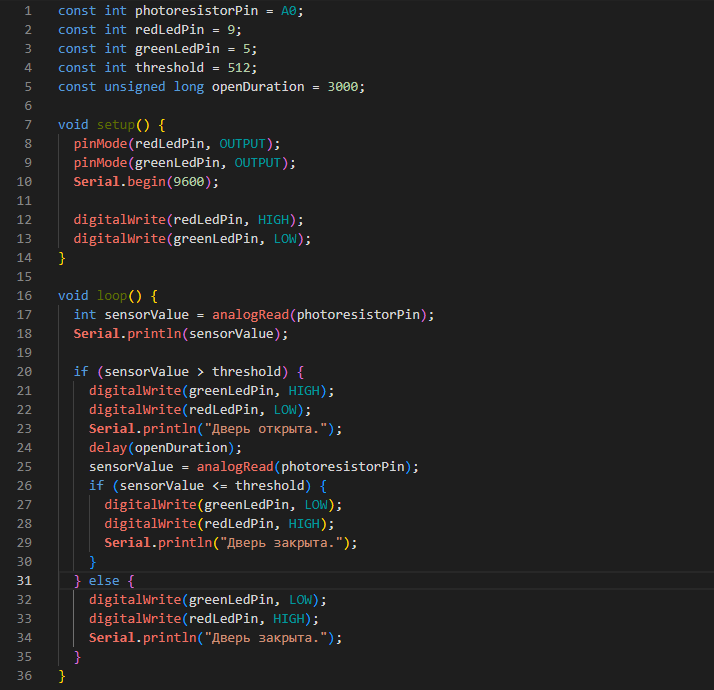 1 const int photoresistorPin = A0;
2 const int redLedPin = 9;
3 const int greenLedPin = 5;
4 const int threshold = 512;
5 const unsigned long openDuration = 3000;
6
7 void setup() {
8   pinMode(redLedPin, OUTPUT);
9   pinMode(greenLedPin, OUTPUT);
10   Serial.begin(9600);
11
12   digitalWrite(redLedPin, HIGH);
13   digitalWrite(greenLedPin, LOW);
14 }
15
16 void loop() {
17   int sensorValue = analogRead(photoresistorPin);
18   Serial.println(sensorValue);
19
20   if (sensorValue > threshold) {
21     digitalWrite(greenLedPin, HIGH);
22     digitalWrite(redLedPin, LOW);
23     Serial.println("Дверь открыта.");
24     delay(openDuration);
25     sensorValue = analogRead(photoresistorPin);
26     if (sensorValue <= threshold) {
27       digitalWrite(greenLedPin, LOW);
28       digitalWrite(redLedPin, HIGH);
29       Serial.println("Дверь закрыта.");
30     }
31   } else {
32     digitalWrite(greenLedPin, LOW);
33     digitalWrite(redLedPin, HIGH);
34     Serial.println("Дверь закрыта.");
35   }
36 }